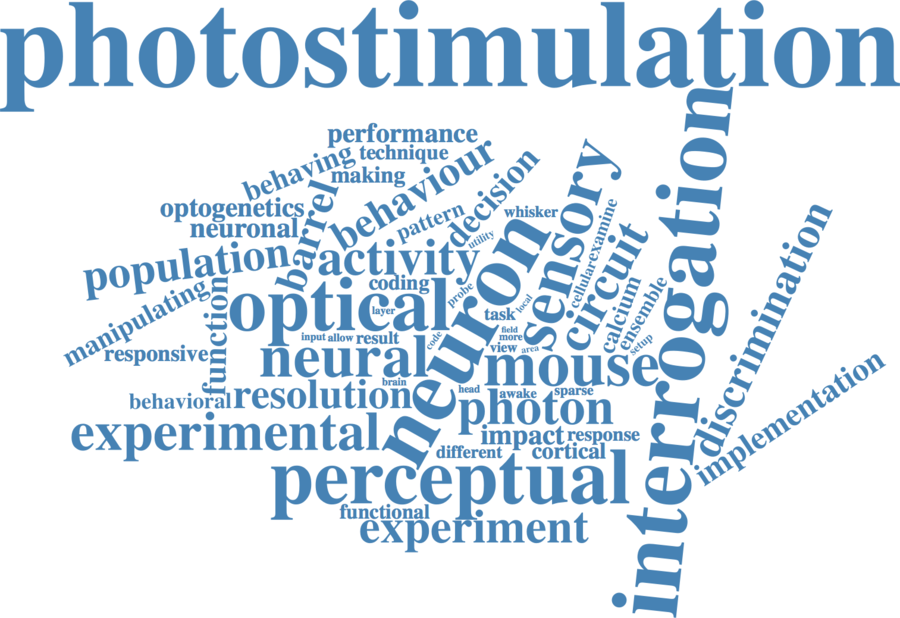 photostimulation
performance
technique
behaving
making
behaviour
decision
sensory
interrogation
optogenetics
barrel
pattern
whisker
cellular
examine
neuronal
utility
population
activity
circuit
discrimination
manipulating
function
coding
probe
neuron
local
calcium
ensemble
optical
layer
task
responsive
input
allow
result
code
field
more
view
area
setup
neural
mouse
brain
head
awake
sparse
behavioral
resolution
photon
implementation
experimental
impact
response
different
cortical
perceptual
functional
experiment